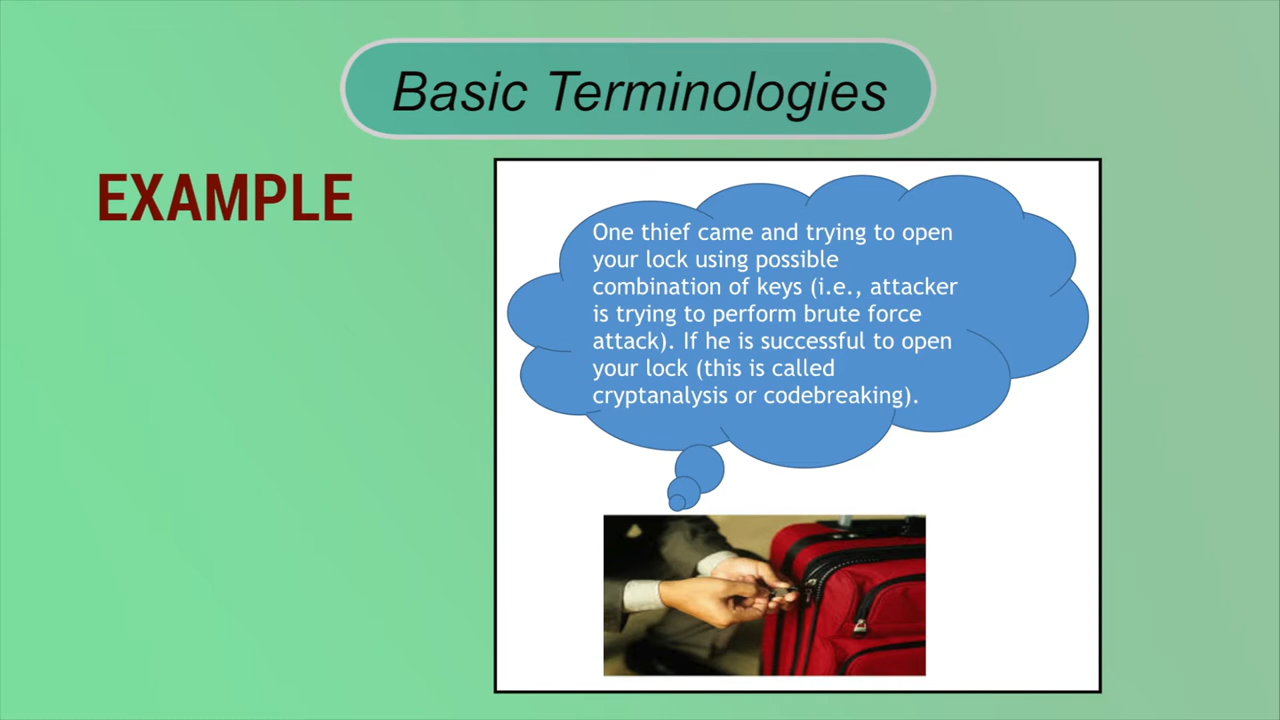 Basic Terminologies
EXAMPLE
One thief came and trying to open
your lock using possible
combination of keys (i.e., attacker
is trying to perform brute force
attack). If he is successful to open
your lock (this is called
cryptanalysis or codebreaking).